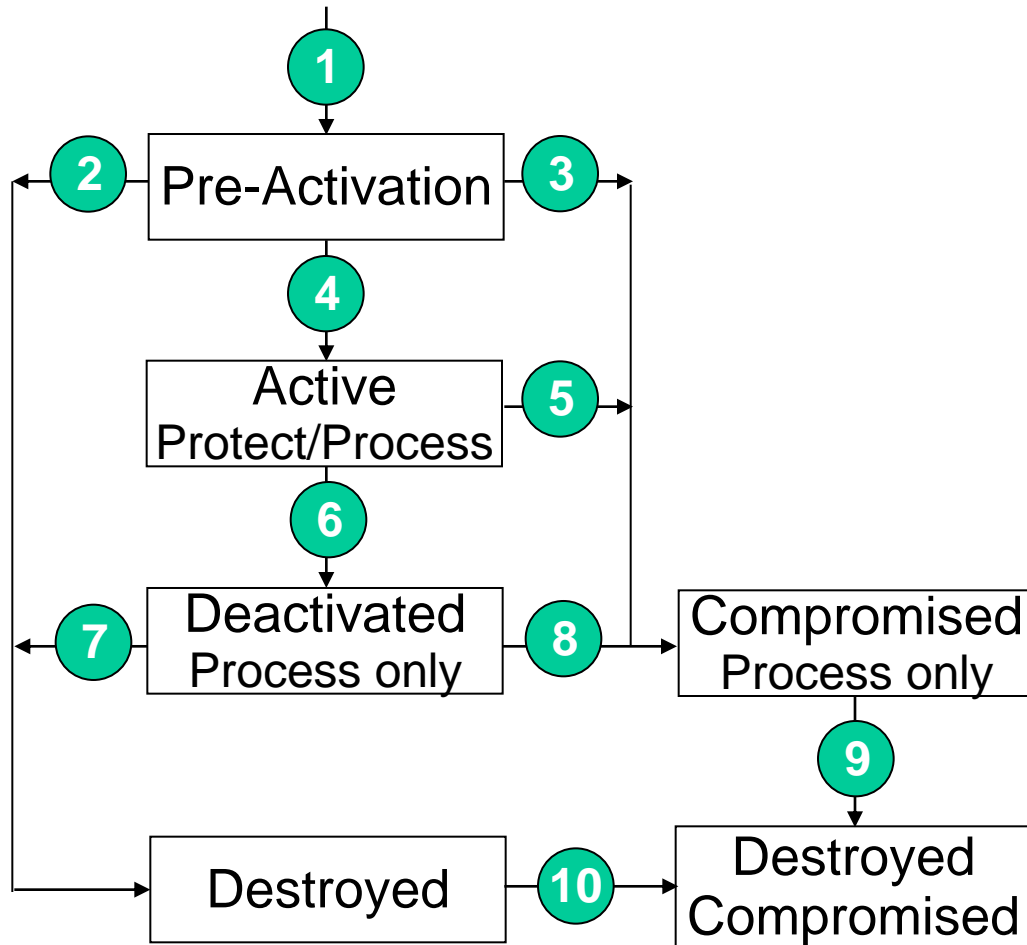 1
2
Pre-Activation
3
4
Active
Protect/Process
5
6
7
Deactivated
Process only
8
Compromised
Process only
9
Destroyed
10
Destroyed
Compromised